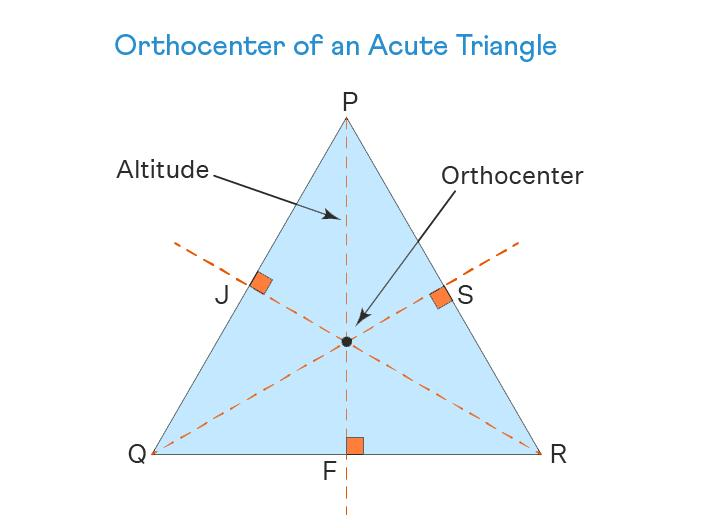 Orthocenter of an Acute Triangle
P
Altitude
Orthocenter
J
S
Q
F
R